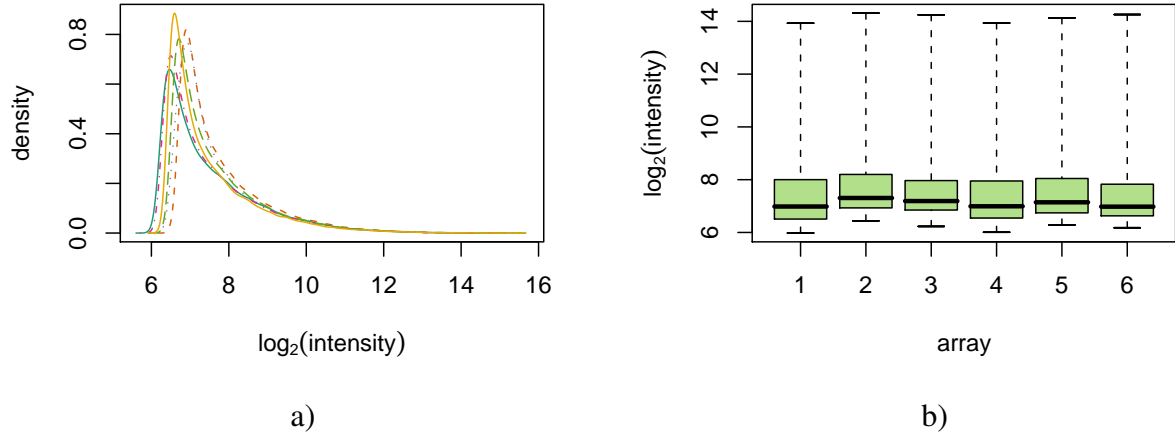 density
0.0
0.4
0.8
6 8 10 12 14 16
log₂(intensity)
a)
log₂(intensity)
6
8
10
12
14
1 2 3 4 5 6
array
b)